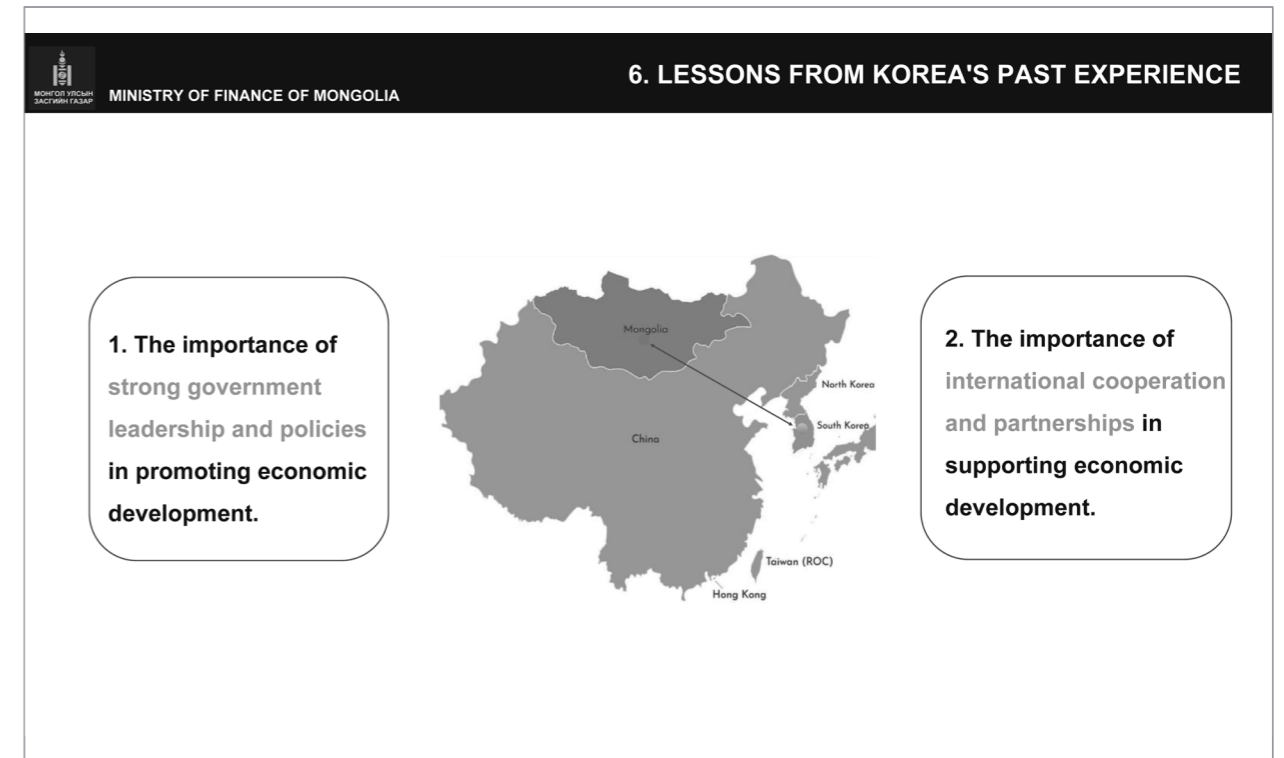 МОНГОЛ УЛСЫН
ЗАСГИЙН ГАЗАР
MINISTRY OF FINANCE OF MONGOLIA
6. LESSONS FROM KOREA'S PAST EXPERIENCE
1. The importance of
strong government
leadership and policies
in promoting economic
development.
Mongolia
North Korea
South Korea
China
Taiwan (ROC)
Hong Kong
2. The importance of
international cooperation
and partnerships in
supporting economic
development.